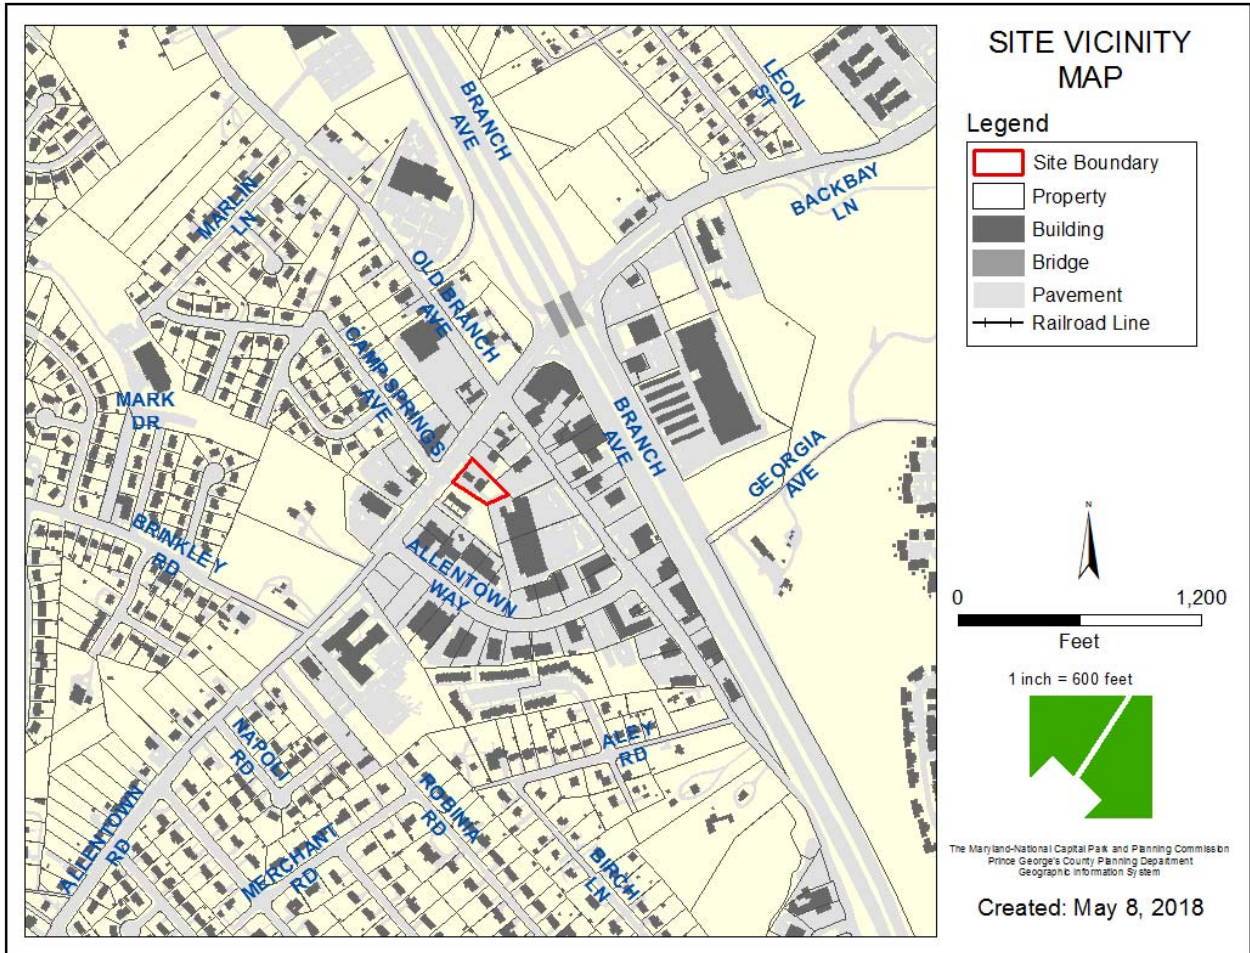 SITE VICINITY
MAP
Legend
Site Boundary
Property
Building
Bridge
Pavement
Railroad Line
N
0 1,200
Feet
1 inch = 600 feet
The Maryland-National Capital Park and Planning Commission
Prince George's County Planning Department
Geographic Information System
Created: May 8, 2018
BRANCH
AVE
LEON
ST
BACKBAY
LN
MARLIN
LN
OLD BRANCH
AVE
CAMP SPRINGS
AVE
MARK
DR
BRANCH
AVE
GEORGIA
AVE
BRINKLEY
RD
ALLENTOWN
WAY
NAPOLI
RD
ALEY
RD
ROBINIA
RD
ALLENTOWN
RD
MERCHANT
RD
BIRCH
LN